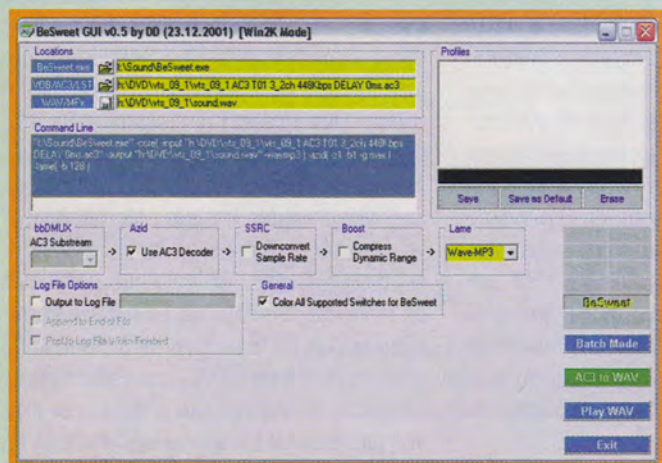 BeSweet GUI v0.5 by DD (23.12.2001) [Win2K Mode]
Locations
BeSweet.exe t:\Sound\BeSweet.exe
VOB/AC3/LST h:\DVD\vts_09_1\vts_09_1 AC3 T01 3_2ch 448Kbps DELAY 0ms.ac3
WAV/MPx h:\DVD\vts_09_1\sound.wav
Profiles
Save Save as Default Erase
Command Line
"t:\Sound\BeSweet.exe" -core( -input "h:\DVD\vts_09_1\vts_09_1 AC3 T01 3_2ch 448Kbps
DELAY 0ms.ac3" -output "h:\DVD\vts_09_1\sound.wav" -wavmp3 ) -azid( -s1 -b1 -g max )
-lame( -b 128 )
bbDMUX
AC3 Substream
Azid
Use AC3 Decoder
SSRC
Downconvert
Sample Rate
Boost
Compress
Dynamic Range
Lame
Wave-MP3
Log File Options
Output to Log File
Append to End of File
General
Color All Supported Switches for BeSweet
BeSweet
Batch Mode
AC3 to WAV
Play WAV
Exit